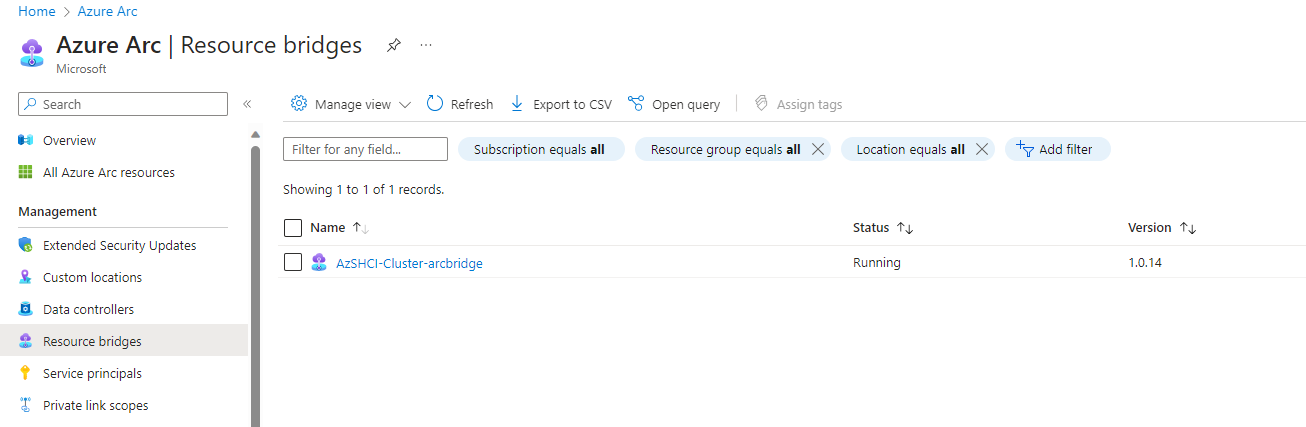 Home > Azure Arc
Azure Arc | Resource bridges ...
Microsoft
Search «
Overview
All Azure Arc resources
Management
Extended Security Updates
Custom locations
Data controllers
Resource bridges
Service principals
Private link scopes
Manage view Refresh Export to CSV Open query Assign tags
Filter for any field... Subscription equals all Resource group equals all Location equals all Add filter
Showing 1 to 1 of 1 records.
Name ↑↓ Status ↑↓ Version ↑↓
AzSHCI-Cluster-arcbridge Running 1.0.14